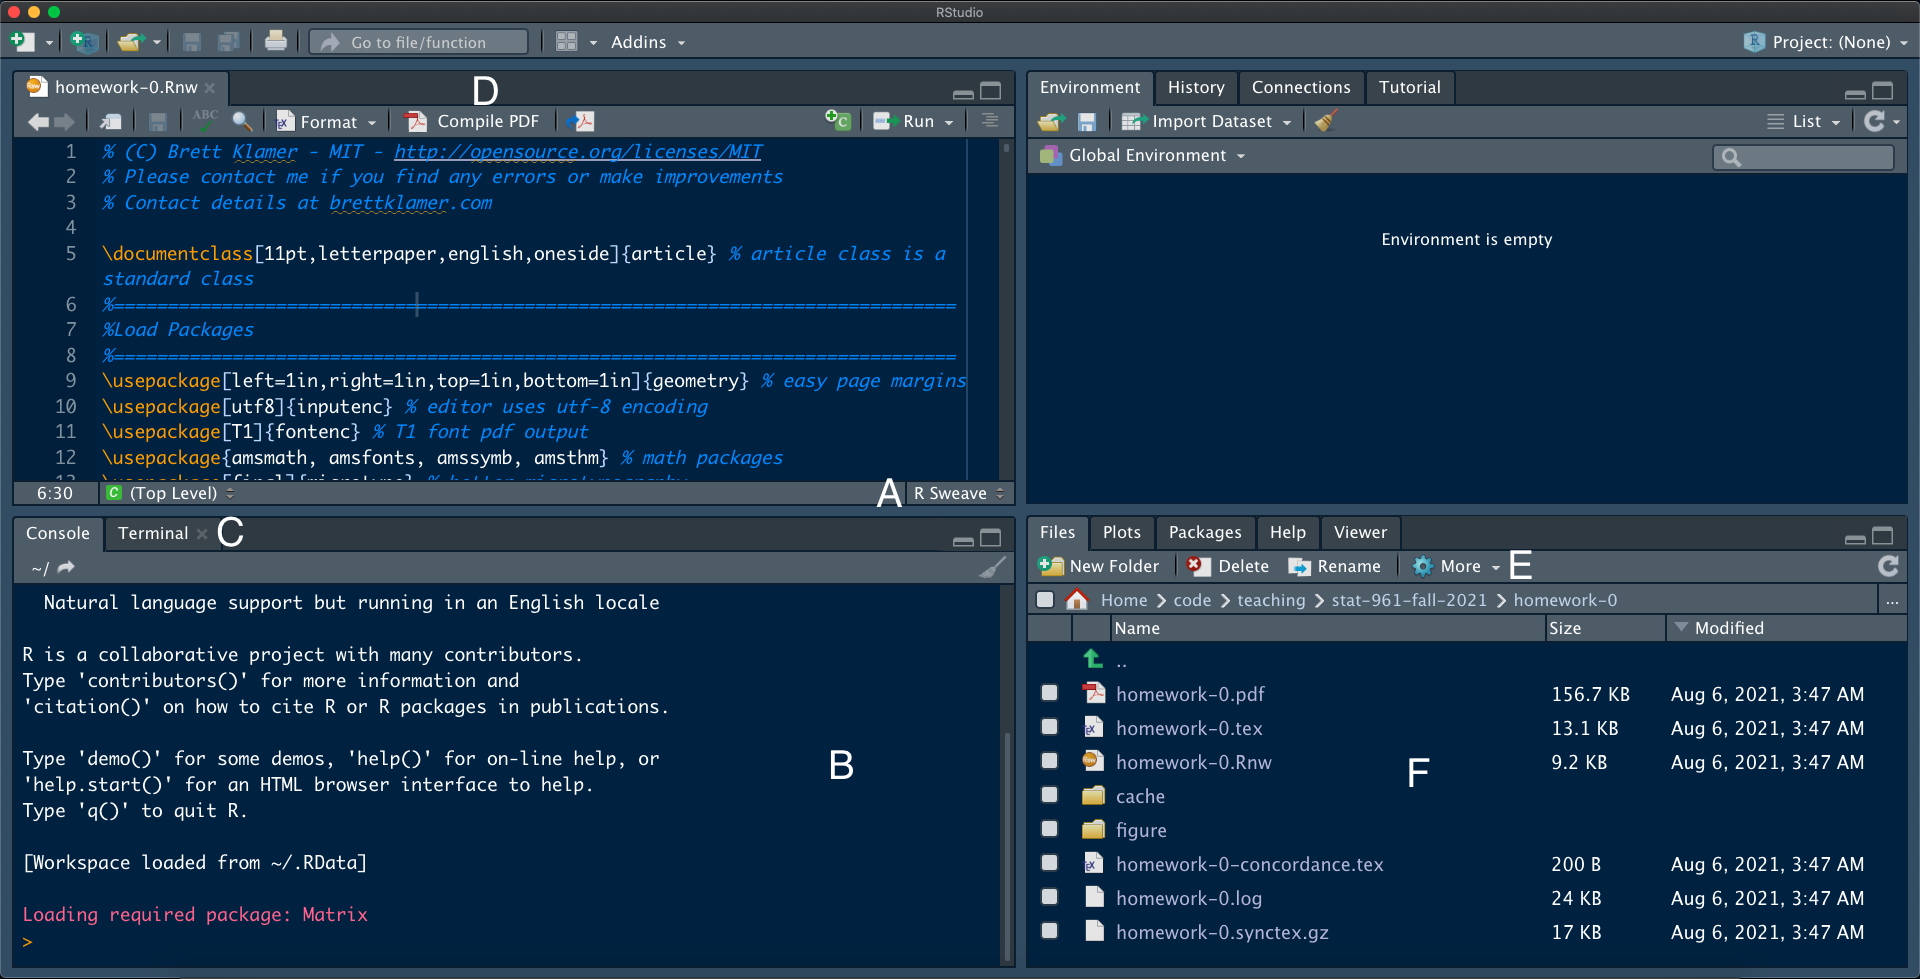 RStudio
Go to file/function
Addins
Project: (None)
homework-0.Rnw
D
ABC
Format
Compile PDF
Run
1 % (C) Brett Klamer - MIT - http://opensource.org/licenses/MIT
2 % Please contact me if you find any errors or make improvements
3 % Contact details at brettklamer.com
4
5 \documentclass[11pt,letterpaper,english,oneside]{article} % article class is a
standard class
6 %==============================================================================
7 %Load Packages
8 %==============================================================================
9 \usepackage[left=1in,right=1in,top=1in,bottom=1in]{geometry} % easy page margins
10 \usepackage[utf8]{inputenc} % editor uses utf-8 encoding
11 \usepackage[T1]{fontenc} % T1 font pdf output
12 \usepackage{amsmath, amsfonts, amssymb, amsthm} % math packages
6:30 (Top Level) A R Sweave
Console Terminal C
~/
Natural language support but running in an English locale
R is a collaborative project with many contributors.
Type 'contributors()' for more information and
'citation()' on how to cite R or R packages in publications.
Type 'demo()' for some demos, 'help()' for on-line help, or
'help.start()' for an HTML browser interface to help.
Type 'q()' to quit R.
B
[Workspace loaded from ~/.RData]
Loading required package: Matrix
>
Environment History Connections Tutorial
Import Dataset List
Global Environment
Environment is empty
Files Plots Packages Help Viewer
New Folder Delete Rename More E
Home code teaching stat-961-fall-2021 homework-0 ...
Name Size Modified
..
homework-0.pdf 156.7 KB Aug 6, 2021, 3:47 AM
homework-0.tex 13.1 KB Aug 6, 2021, 3:47 AM
homework-0.Rnw 9.2 KB Aug 6, 2021, 3:47 AM
F
cache
figure
homework-0-concordance.tex 200 B Aug 6, 2021, 3:47 AM
homework-0.log 24 KB Aug 6, 2021, 3:47 AM
homework-0.synctex.gz 17 KB Aug 6, 2021, 3:47 AM